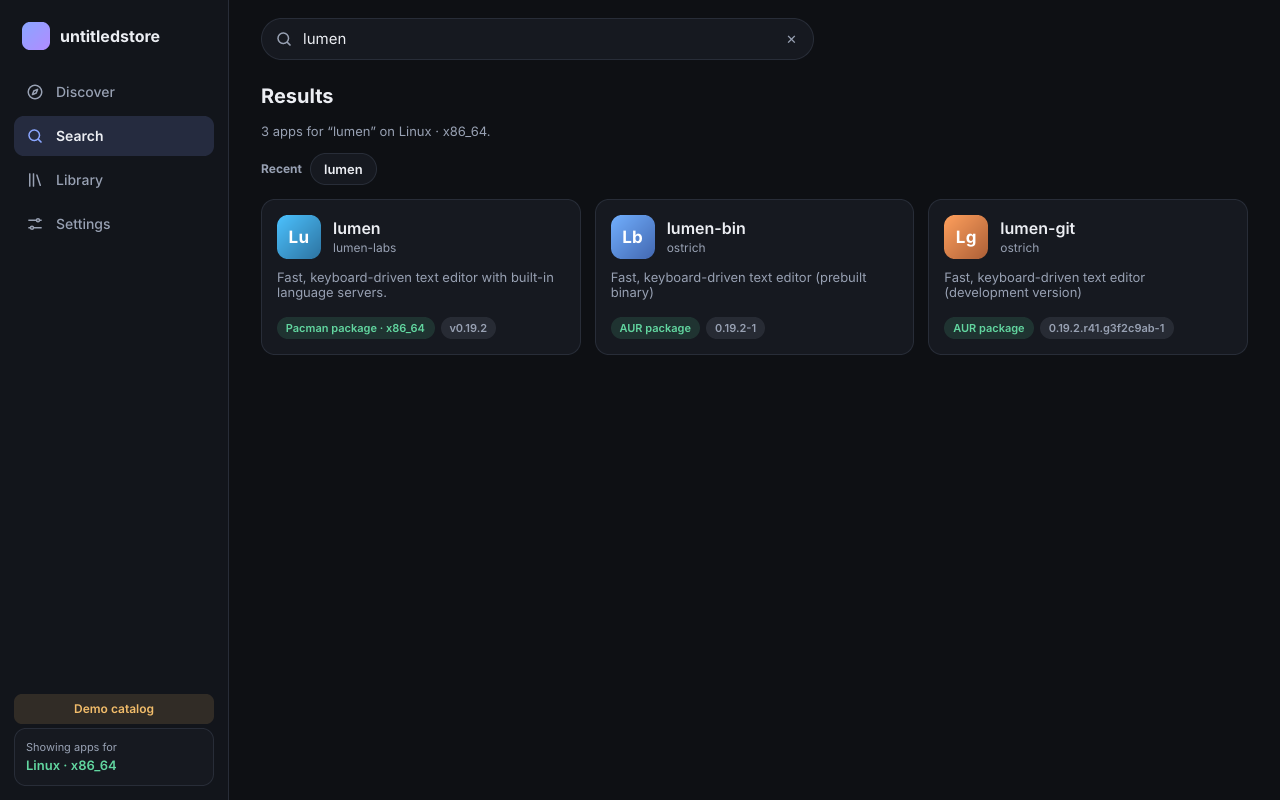 untitledstore
Discover
Search
Library
Settings
Demo catalog
Showing apps for
Linux · x86_64
lumen
Results
3 apps for “lumen” on Linux · x86_64.
Recent
lumen
Lu
lumen
lumen-labs
Fast, keyboard-driven text editor with built-in
language servers.
Pacman package · x86_64
v0.19.2
Lb
lumen-bin
ostrich
Fast, keyboard-driven text editor (prebuilt
binary)
AUR package
0.19.2-1
Lg
lumen-git
ostrich
Fast, keyboard-driven text editor
(development version)
AUR package
0.19.2.r41.g3f2c9ab-1